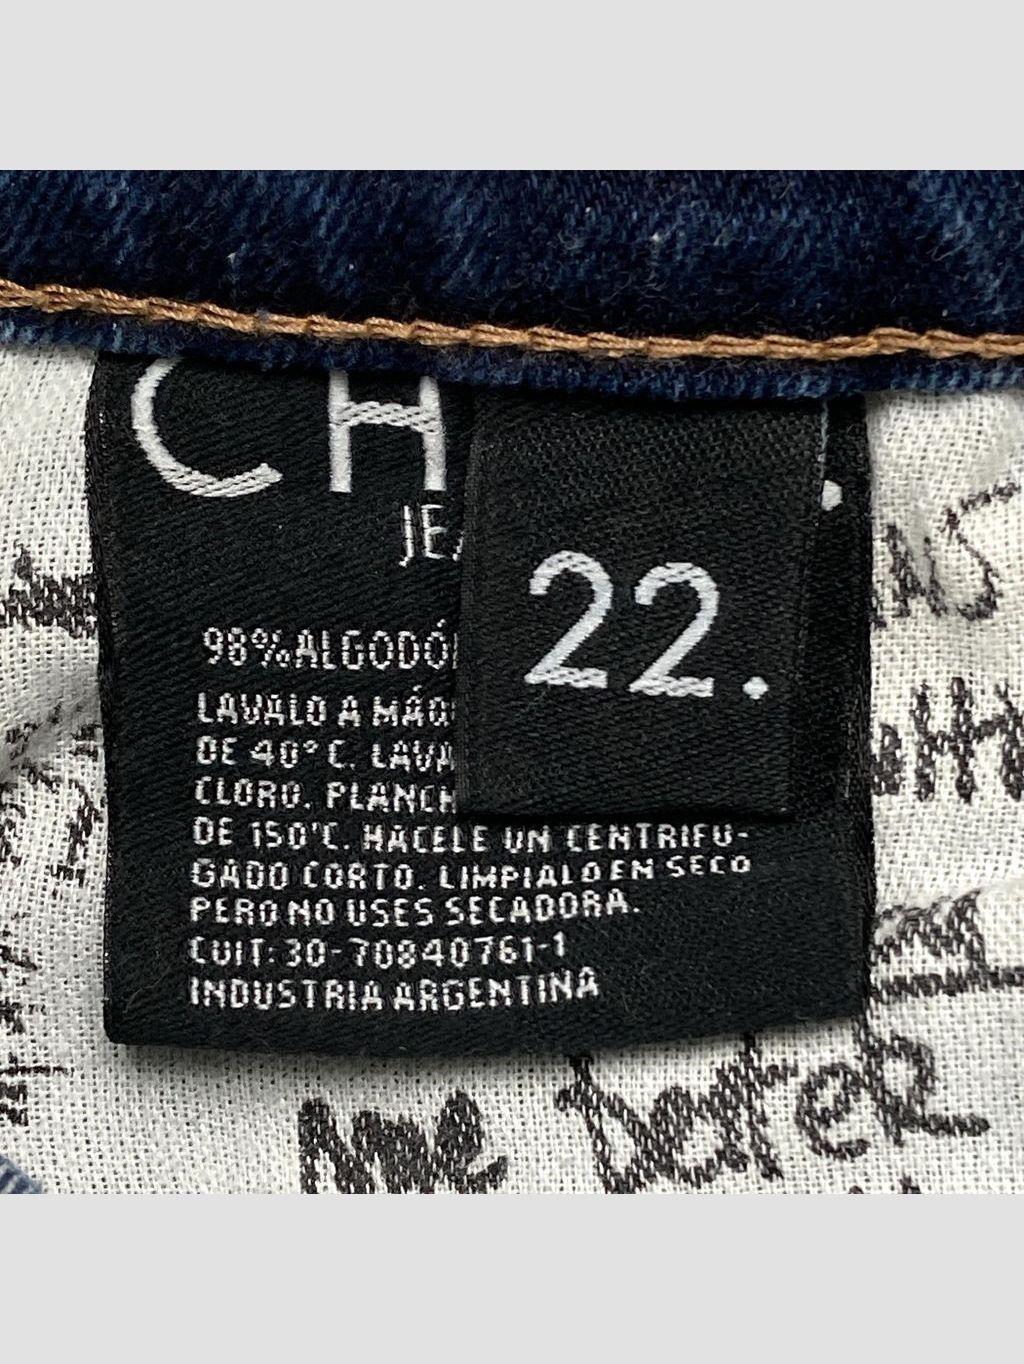 CH .
JE
22.
98%ALGODÓ
LAVALO A MÁQ
DE 40° C. LAVA
CLORO. PLANCH
DE 150°C. HACELE UN CENTRIFU-
GADO CORTO. LIMPIALO EN SECO
PERO NO USES SECADORA.
CUIT: 30-70840761-1
INDUSTRIA ARGENTINA